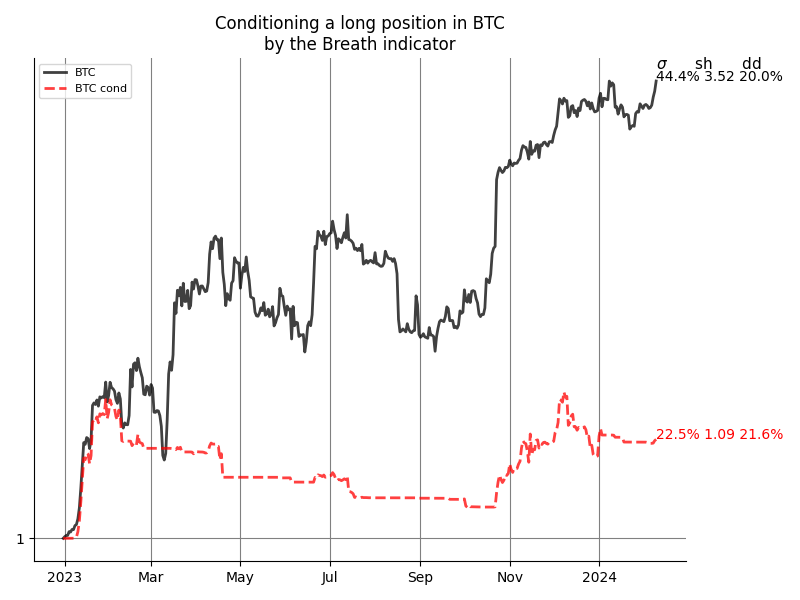 Conditioning a long position in BTC
by the Breath indicator
σ sh dd
BTC
BTC cond
44.4% 3.52 20.0%
22.5% 1.09 21.6%
1
2023 Mar May Jul Sep Nov 2024